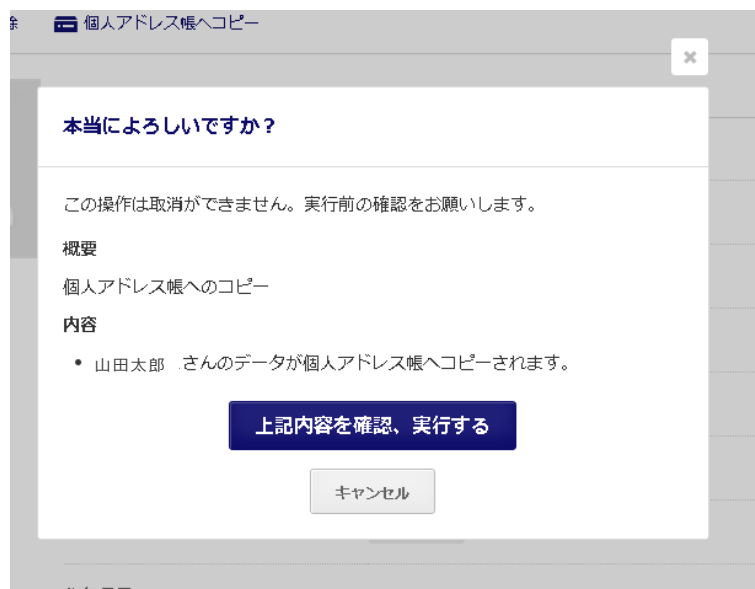 除 個人アドレス帳へコピー
×
本当によろしいですか？
この操作は取消ができません。実行前の確認をお願いします。
概要
個人アドレス帳へのコピー
内容
• 山田太郎 さんのデータが個人アドレス帳へコピーされます。
上記内容を確認、実行する
キャンセル